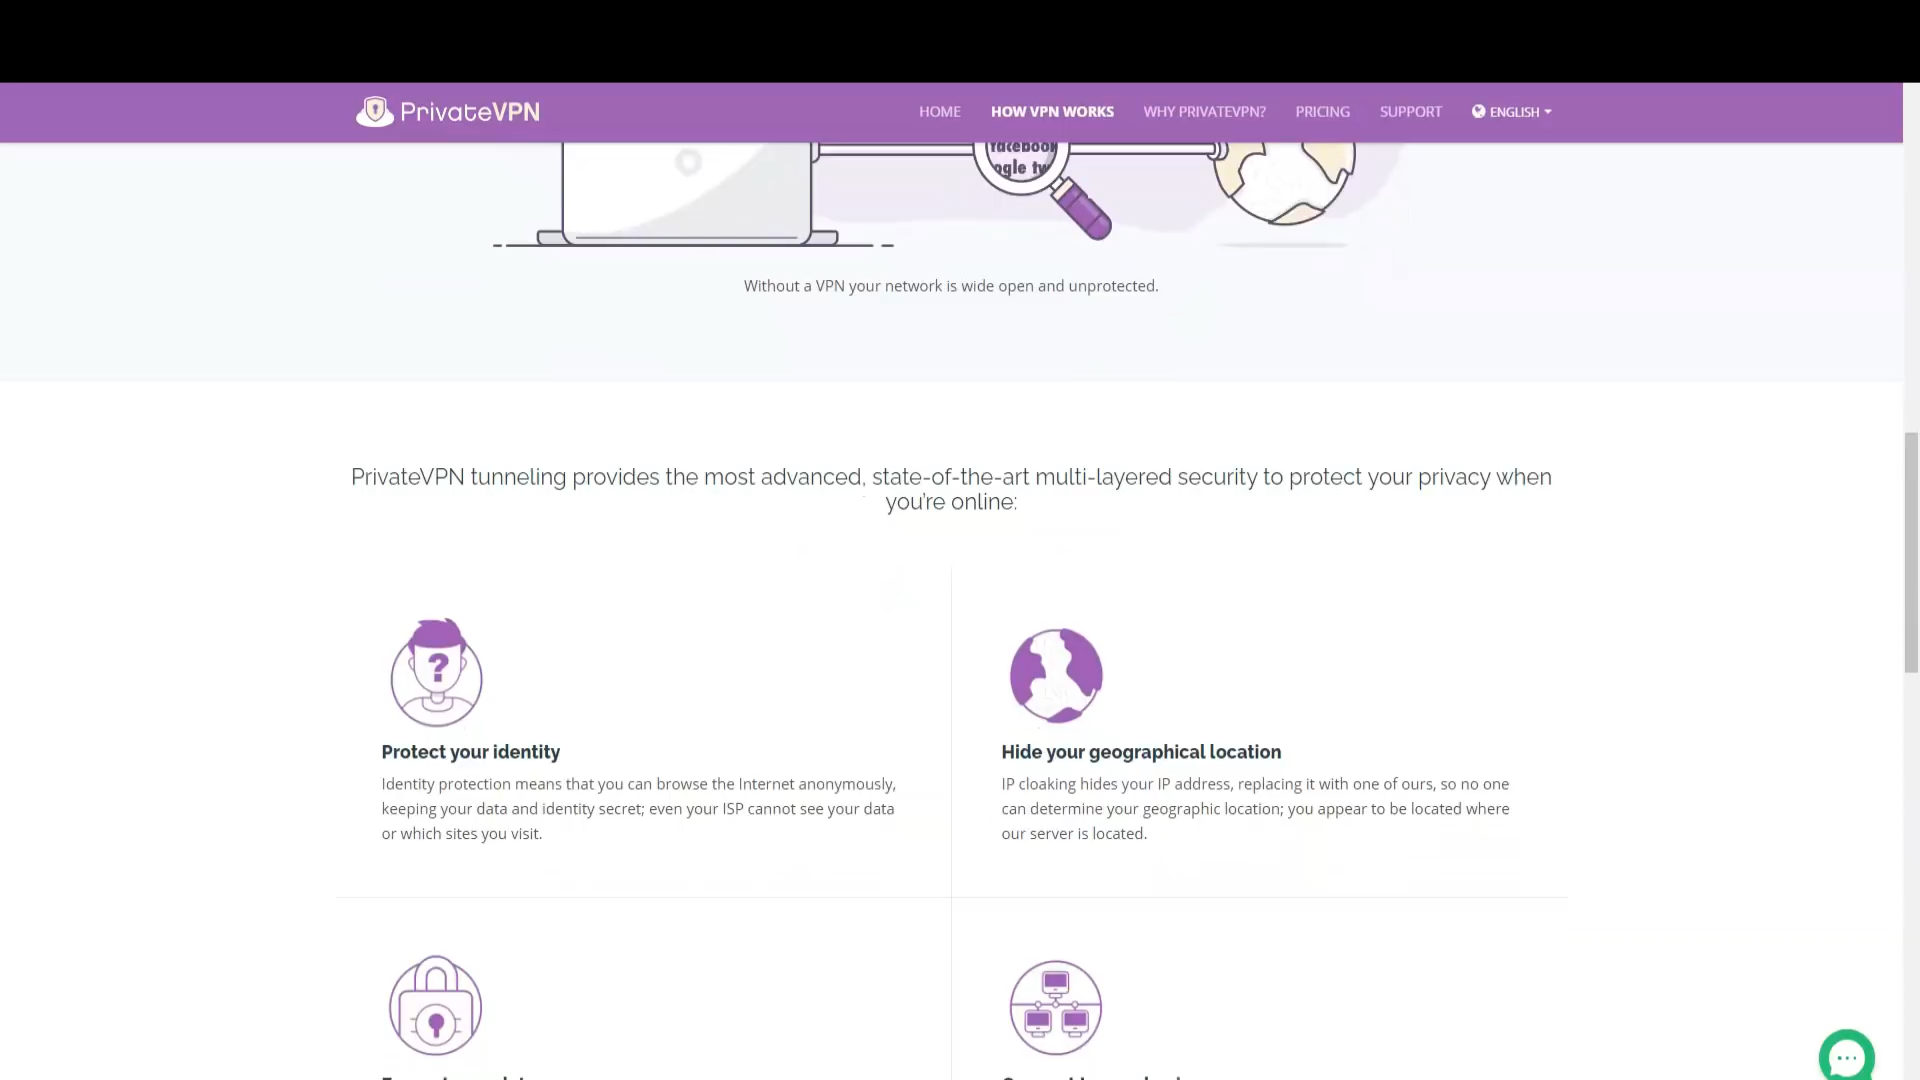 PrivateVPN
HOME HOW VPN WORKS WHY PRIVATEVPN? PRICING SUPPORT ENGLISH
facebook
ogle tw
Without a VPN your network is wide open and unprotected.
PrivateVPN tunneling provides the most advanced, state-of-the-art multi-layered security to protect your privacy when
you're online:
?
Protect your identity
Identity protection means that you can browse the Internet anonymously,
keeping your data and identity secret; even your ISP cannot see your data
or which sites you visit.
Hide your geographical location
IP cloaking hides your IP address, replacing it with one of ours, so no one
can determine your geographic location; you appear to be located where
our server is located.